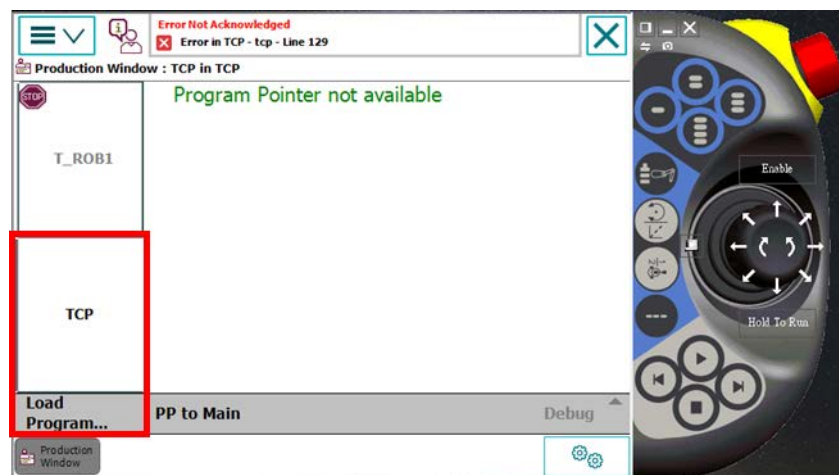 Error Not Acknowledged
Error in TCP - tcp - Line 129
Production Window : TCP in TCP
STOP
Program Pointer not available
T_ROB1
Enable
TCP
Hold To Run
Load
Program...
PP to Main
Debug
Production
Window